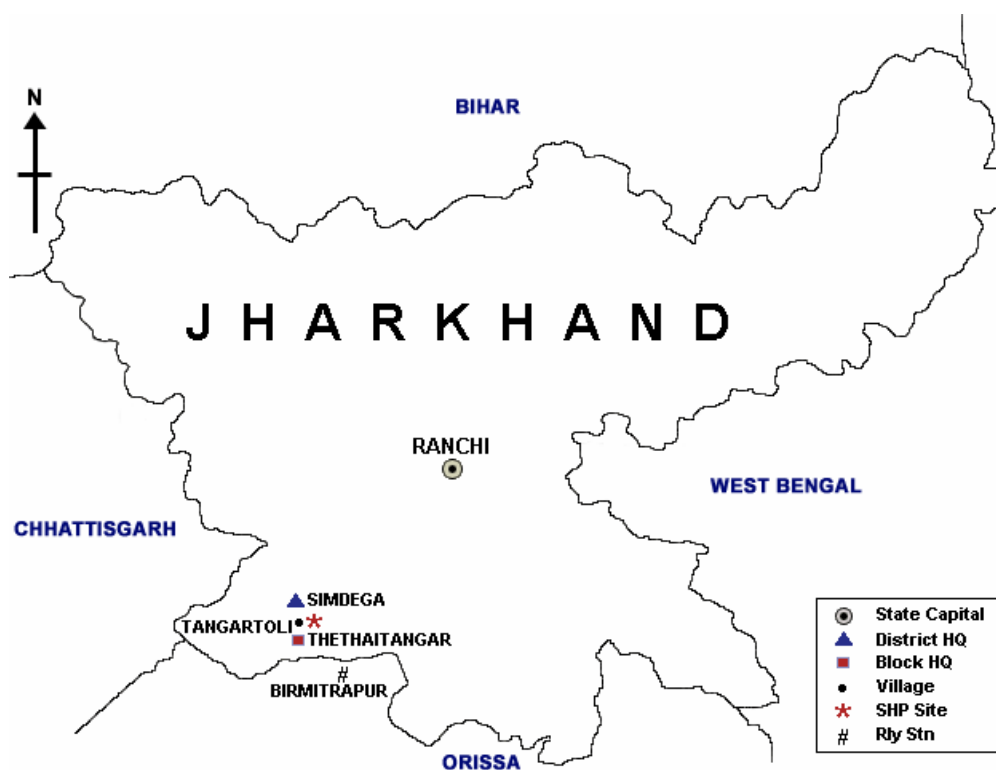 N
BIHAR
J H A R K H A N D
RANCHI
WEST BENGAL
CHHATTISGARH
SIMDEGA
TANGARTOLI
THETHAITANGAR
#
BIRMITRAPUR
ORISSA
State Capital
District HQ
Block HQ
Village
SHP Site
# Rly Stn